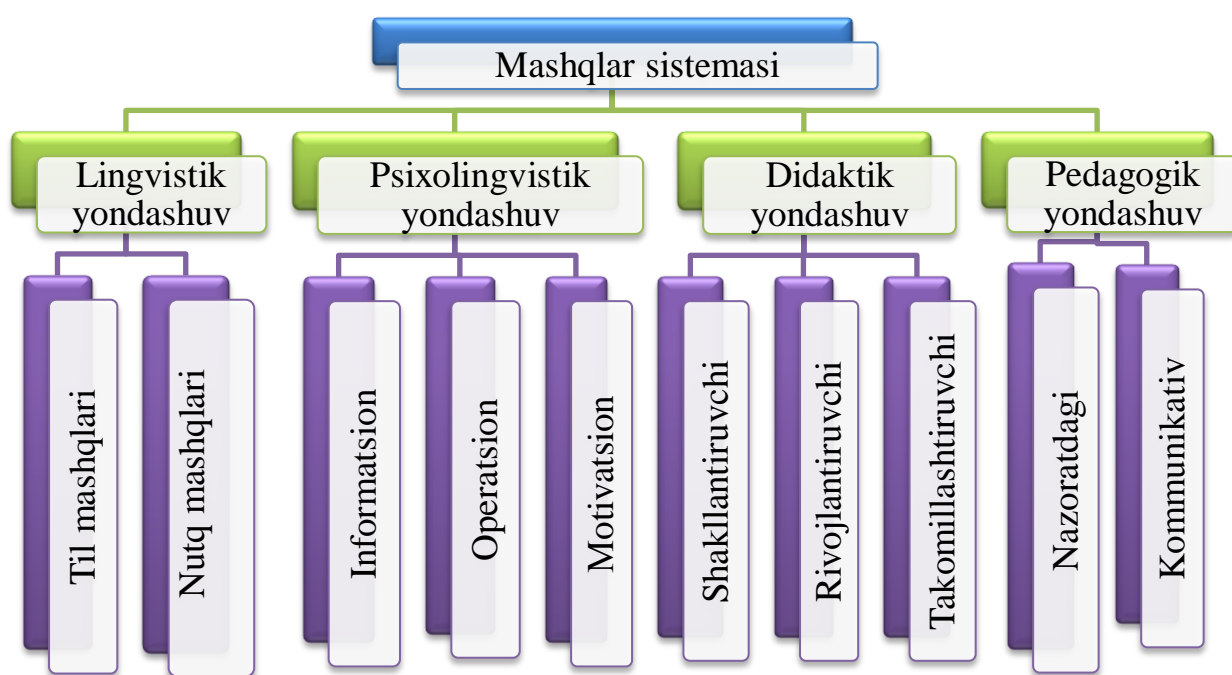 Mashqlar sistemasi
Lingvistik
yondashuv
Psixolingvistik
yondashuv
Didaktik
yondashuv
Pedagogik
yondashuv
Til mashqlari
Nutq mashqlari
Informatsion
Operatsion
Motivatsion
Shakllantiruvchi
Rivojlantiruvchi
Takomillashtiruvchi
Nazoratdagi
Kommunikativ